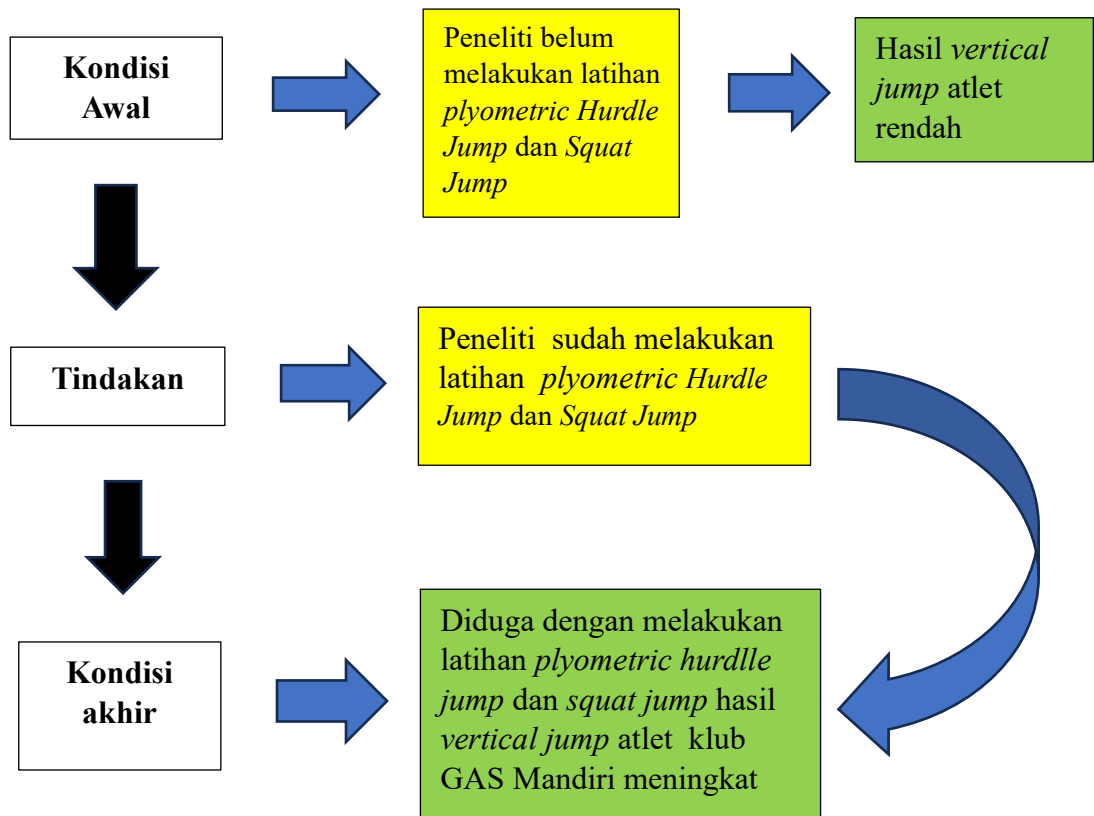 Kondisi
Awal
Peneliti belum
melakukan latihan
plyometric Hurdle
Jump dan Squat
Jump
Hasil vertical
jump atlet
rendah
Tindakan
Peneliti  sudah melakukan
latihan  plyometric Hurdle
Jump dan Squat Jump
Kondisi
akhir
Diduga dengan melakukan
latihan plyometric hurdlle
jump dan squat jump hasil
vertical jump atlet  klub
GAS Mandiri meningkat